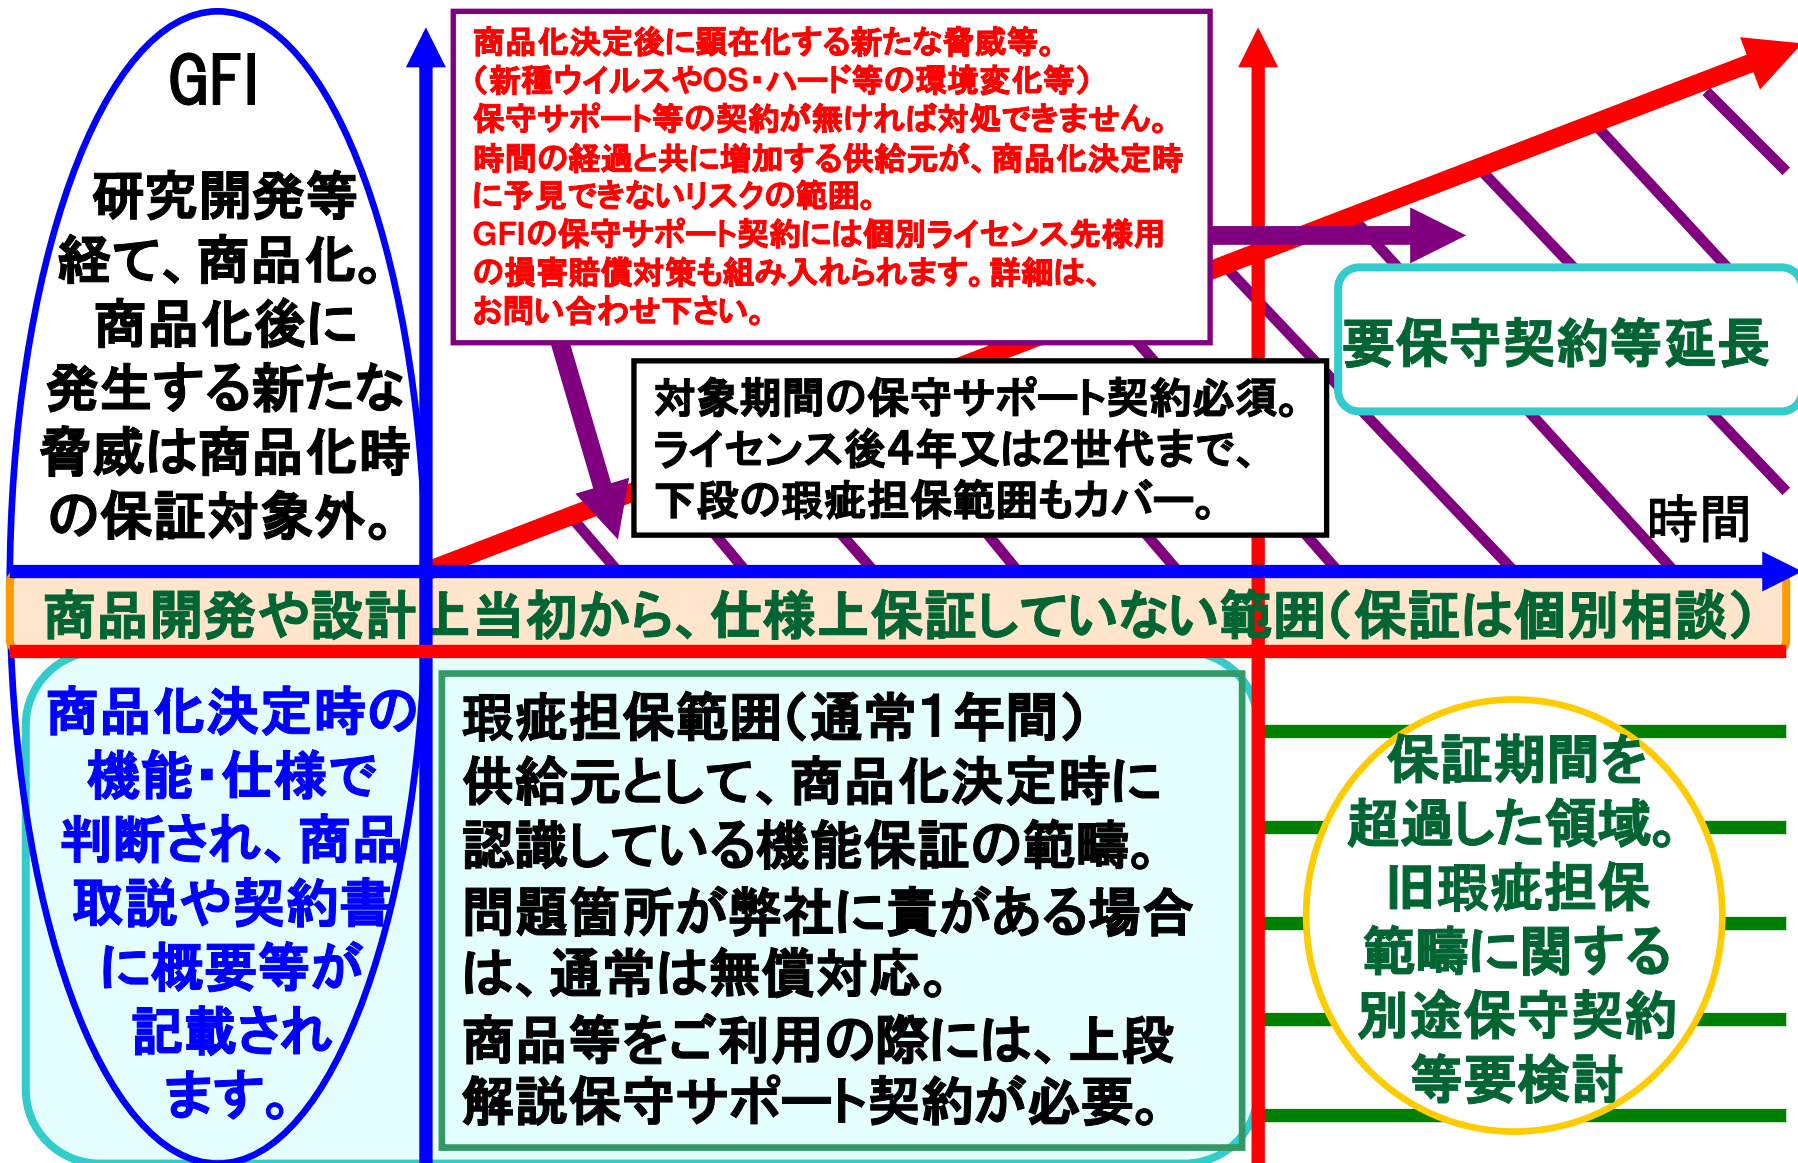 GFI
研究開発等
経て、商品化。
商品化後に
発生する新たな
脅威は商品化時
の保証対象外。
商品化決定後に顕在化する新たな脅威等。
（新種ウイルスやOS・ハード等の環境変化等）
保守サポート等の契約が無ければ対処できません。
時間の経過と共に増加する供給元が、商品化決定時
に予見できないリスクの範囲。
GFIの保守サポート契約には個別ライセンス先様用
の損害賠償対策も組み入れられます。詳細は、
お問い合わせ下さい。
要保守契約等延長
対象期間の保守サポート契約必須。
ライセンス後4年又は2世代まで、
下段の瑕疵担保範囲もカバー。
時間
商品開発や設計上当初から、仕様上保証していない範囲（保証は個別相談）
商品化決定時の
機能・仕様で
判断され、商品
取説や契約書
に概要等が
記載され
ます。
瑕疵担保範囲（通常1年間）
供給元として、商品化決定時に
認識している機能保証の範疇。
問題箇所が弊社に責がある場合
は、通常は無償対応。
商品等をご利用の際には、上段
解説保守サポート契約が必要。
保証期間を
超過した領域。
旧瑕疵担保
範疇に関する
別途保守契約
等要検討